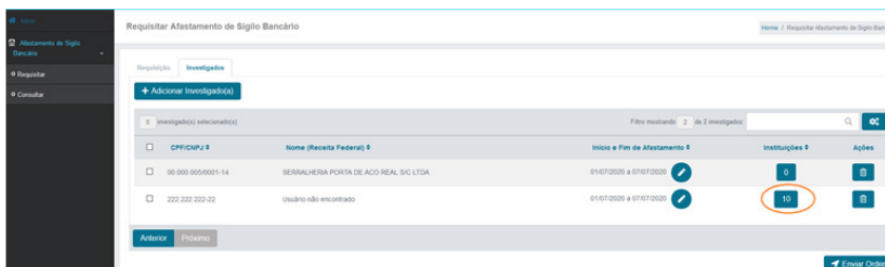 Início
Requisitar Afastamento de Sigilo Bancário
Home / Requisitar Afastamento de Sigilo Banc
Afastamento de Sigilo
Bancário
Requisitar
Consultar
Requisição Investigados
+ Adicionar Investigado(a)
0 investigado(s) selecionado(s)
Filtro mostrando 2 de 2 investigados
CPF/CNPJ Nome (Receita Federal) Início e Fim de Afastamento Instituições Ações
00.000.005/0001-14 SERRALHERIA PORTA DE ACO REAL S/C LTDA 01/07/2020 a 07/07/2020 0
222.222.222-22 Usuário não encontrado 01/07/2020 a 07/07/2020 10
Anterior Próximo
Enviar Ordem